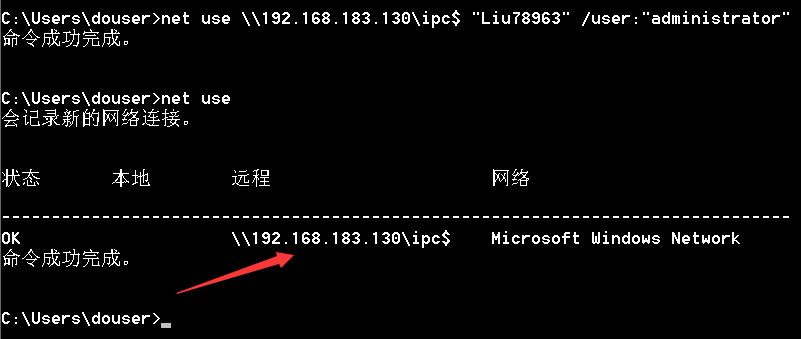 C:\Users\douser>net use \\192.168.183.130\ipc$ "Liu78963" /user:"administrator"
命令成功完成。
C:\Users\douser>net use
会记录新的网络连接。
状态 本地 远程 网络
-------------------------------------------------------------------------------
OK \\192.168.183.130\ipc$ Microsoft Windows Network
命令成功完成。
C:\Users\douser>_